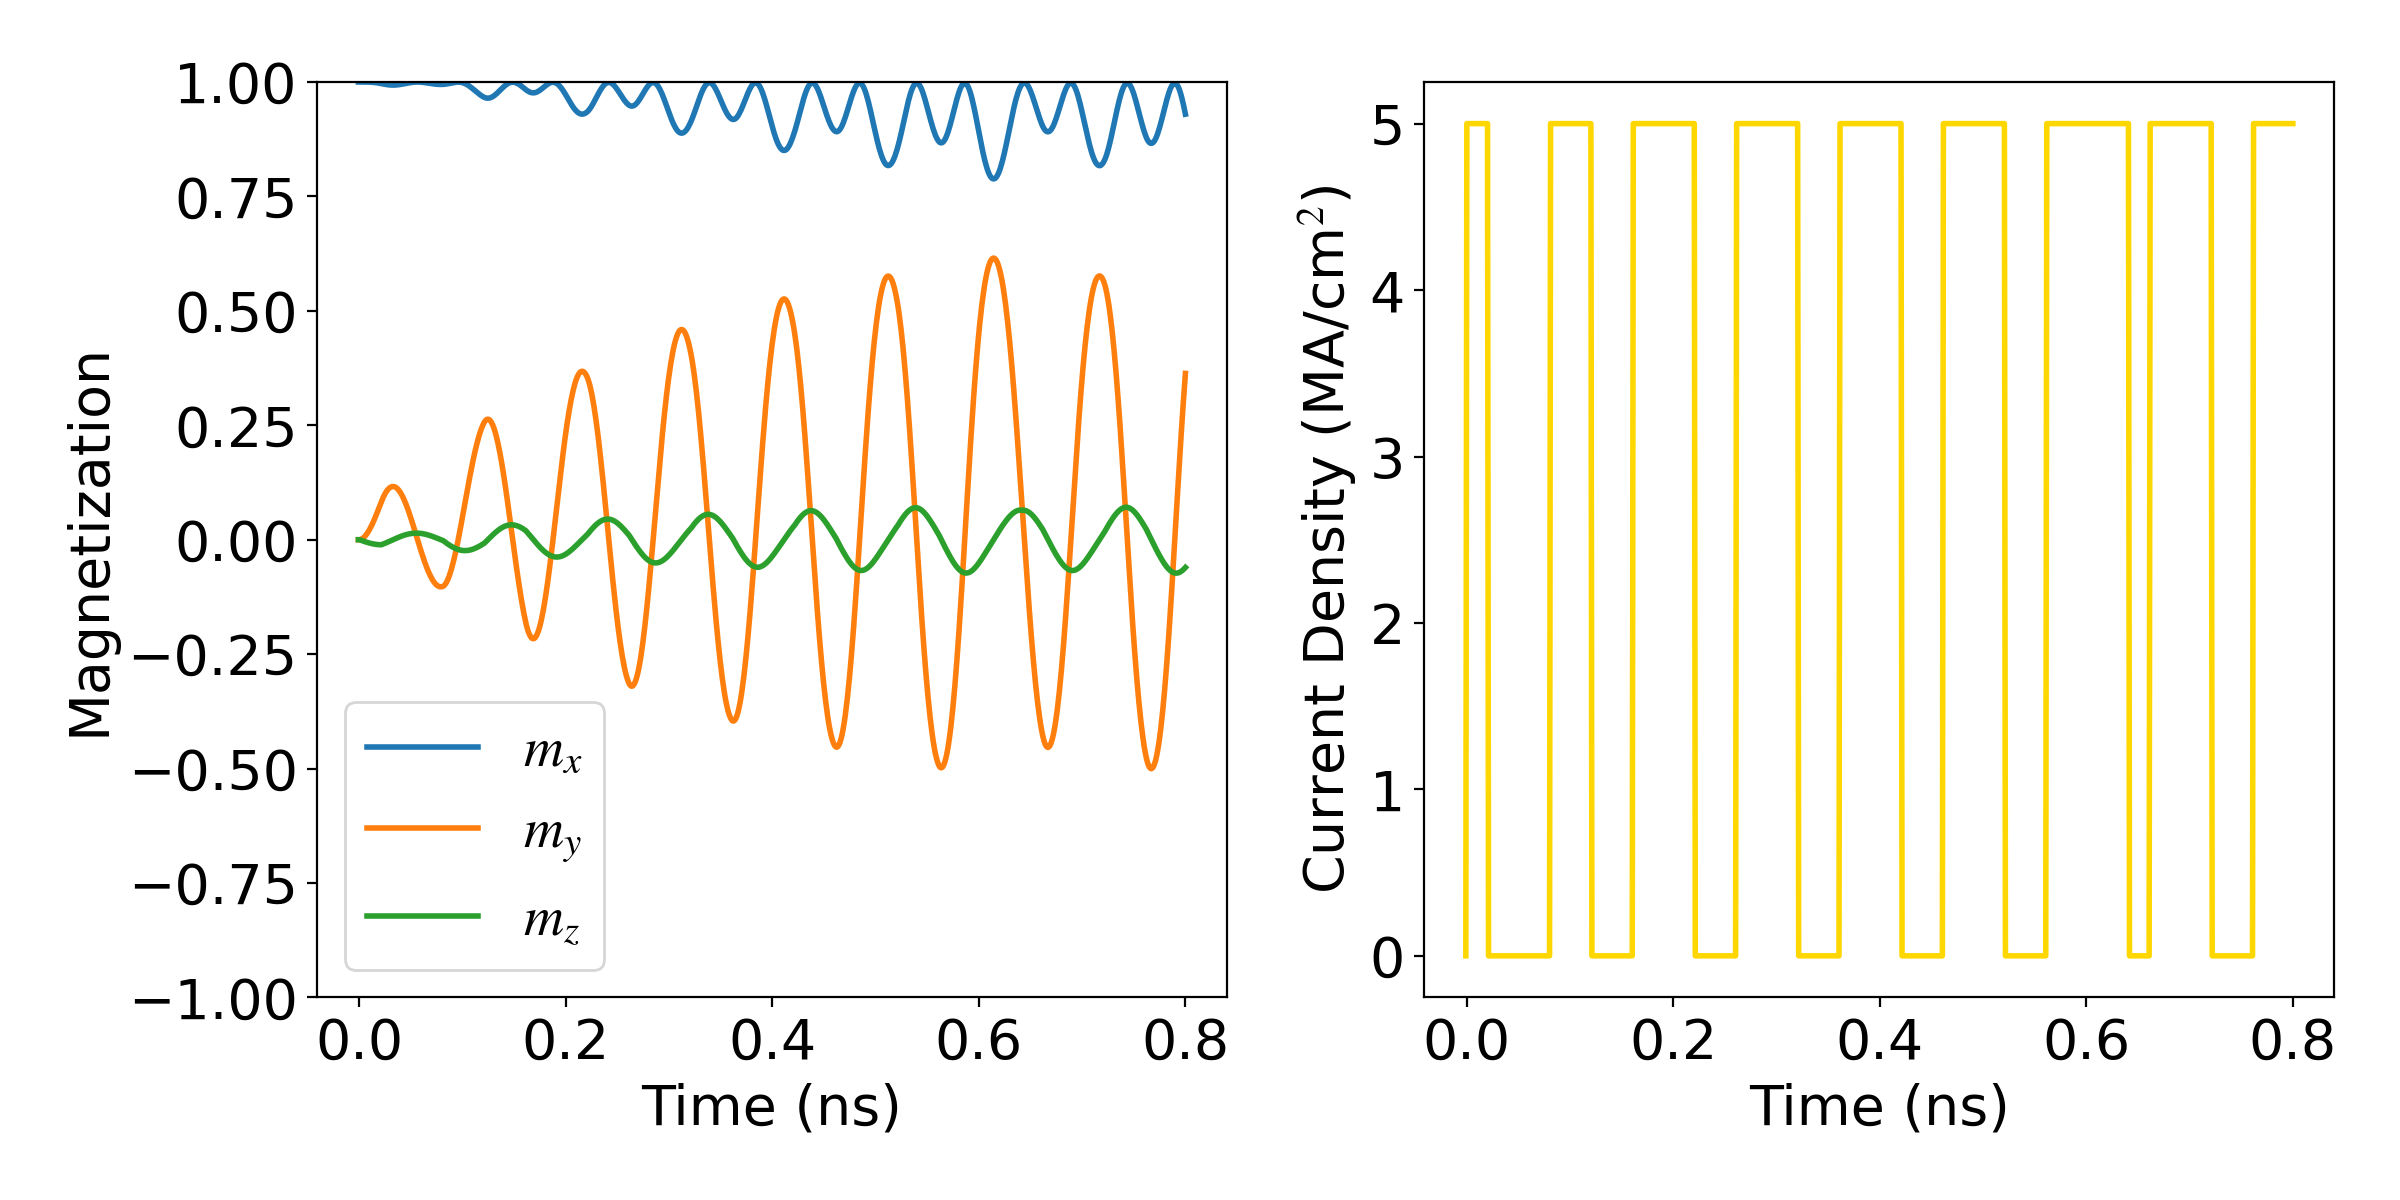 Magnetization
1.00
0.75
0.50
0.25
0.00
−0.25
−0.50
−0.75
−1.00
m_x
m_y
m_z
0.0 0.2 0.4 0.6 0.8
Time (ns)
Current Density (MA/cm²)
5
4
3
2
1
0
0.0 0.2 0.4 0.6 0.8
Time (ns)